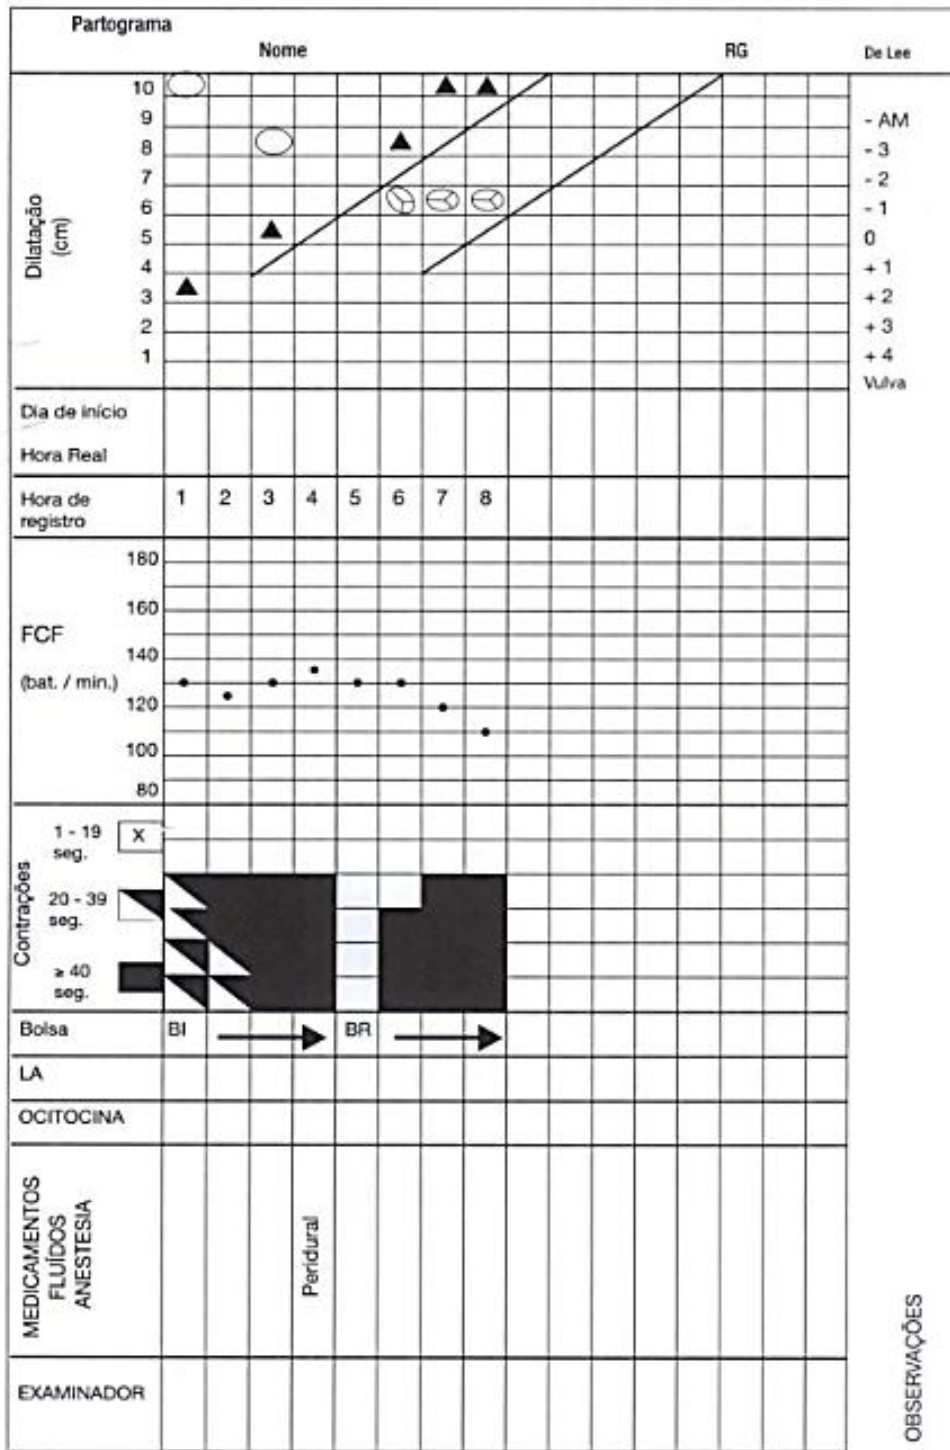 Partograma
Nome RG De Lee
Dilatação
(cm)
10
9
8
7
6
5
4
3
2
1
- AM
- 3
- 2
- 1
0
+ 1
+ 2
+ 3
+ 4
Vulva
Dia de início
Hora Real
Hora de
registro
1 2 3 4 5 6 7 8
FCF
(bat. / min.)
180
160
140
120
100
80
Contrações
1 - 19
seg.
X
20 - 39
seg.
≥ 40
seg.
Bolsa BI BR
LA
OCITOCINA
MEDICAMENTOS
FLUÍDOS
ANESTESIA
Peridural
EXAMINADOR
OBSERVAÇÕES